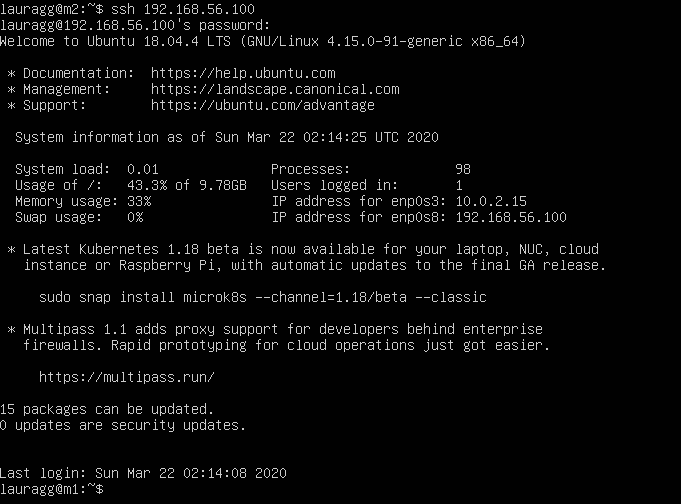 lauragg@m2:~$ ssh 192.168.56.100
lauragg@192.168.56.100's password:
Welcome to Ubuntu 18.04.4 LTS (GNU/Linux 4.15.0-91-generic x86_64)

 * Documentation:  https://help.ubuntu.com
 * Management:     https://landscape.canonical.com
 * Support:        https://ubuntu.com/advantage

  System information as of Sun Mar 22 02:14:25 UTC 2020

  System load:  0.01              Processes:             98
  Usage of /:   43.3% of 9.78GB   Users logged in:       1
  Memory usage: 33%               IP address for enp0s3: 10.0.2.15
  Swap usage:   0%                IP address for enp0s8: 192.168.56.100

 * Latest Kubernetes 1.18 beta is now available for your laptop, NUC, cloud
   instance or Raspberry Pi, with automatic updates to the final GA release.

     sudo snap install microk8s --channel=1.18/beta --classic

 * Multipass 1.1 adds proxy support for developers behind enterprise
   firewalls. Rapid prototyping for cloud operations just got easier.

     https://multipass.run/

15 packages can be updated.
0 updates are security updates.


Last login: Sun Mar 22 02:14:08 2020
lauragg@m1:~$